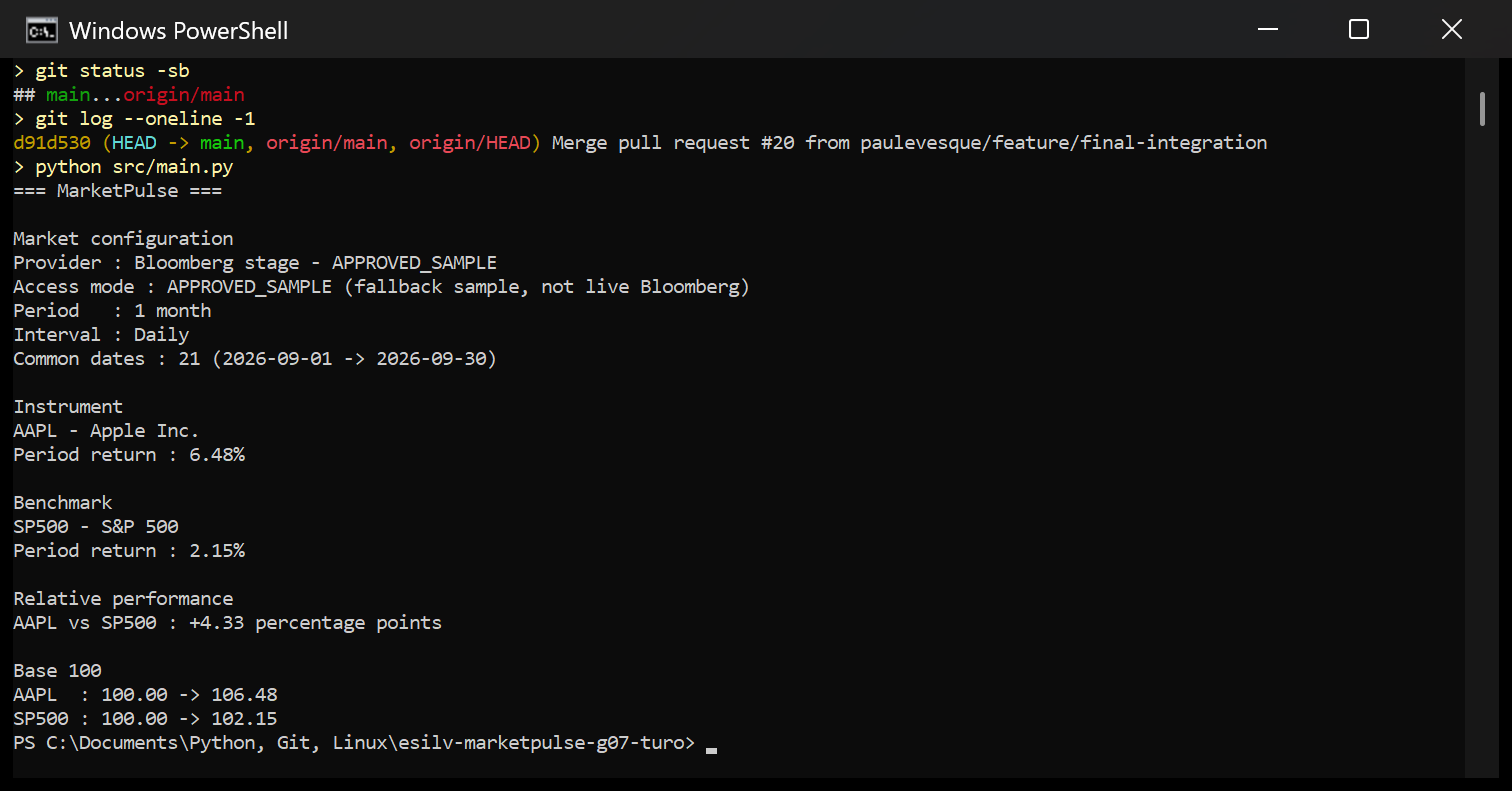 Windows PowerShell
> git status -sb
## main...origin/main
> git log --oneline -1
d91d530 (HEAD -> main, origin/main, origin/HEAD) Merge pull request #20 from paulevesque/feature/final-integration
> python src/main.py
=== MarketPulse ===
Market configuration
Provider : Bloomberg stage - APPROVED_SAMPLE
Access mode : APPROVED_SAMPLE (fallback sample, not live Bloomberg)
Period   : 1 month
Interval : Daily
Common dates : 21 (2026-09-01 -> 2026-09-30)
Instrument
AAPL - Apple Inc.
Period return : 6.48%
Benchmark
SP500 - S&P 500
Period return : 2.15%
Relative performance
AAPL vs SP500 : +4.33 percentage points
Base 100
AAPL  : 100.00 -> 106.48
SP500 : 100.00 -> 102.15
PS C:\Documents\Python, Git, Linux\esilv-marketpulse-g07-turo>